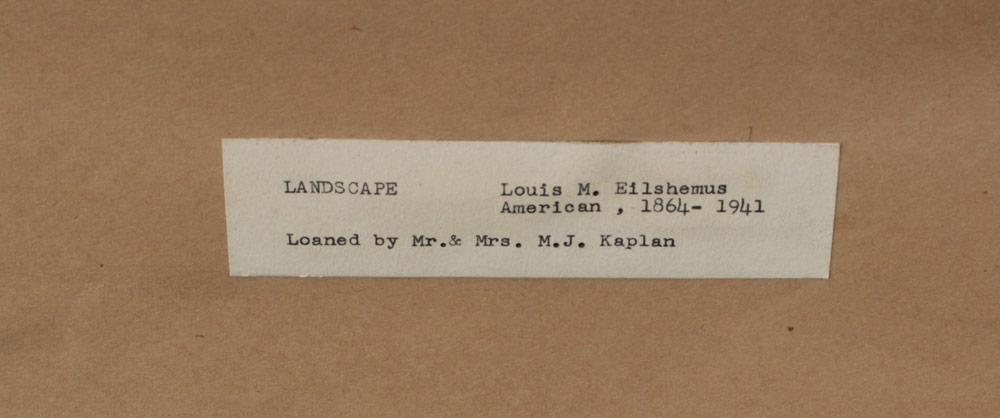 LANDSCAPE Louis M. Eilshemus
American , 1864- 1941
Loaned by Mr.& Mrs. M.J. Kaplan